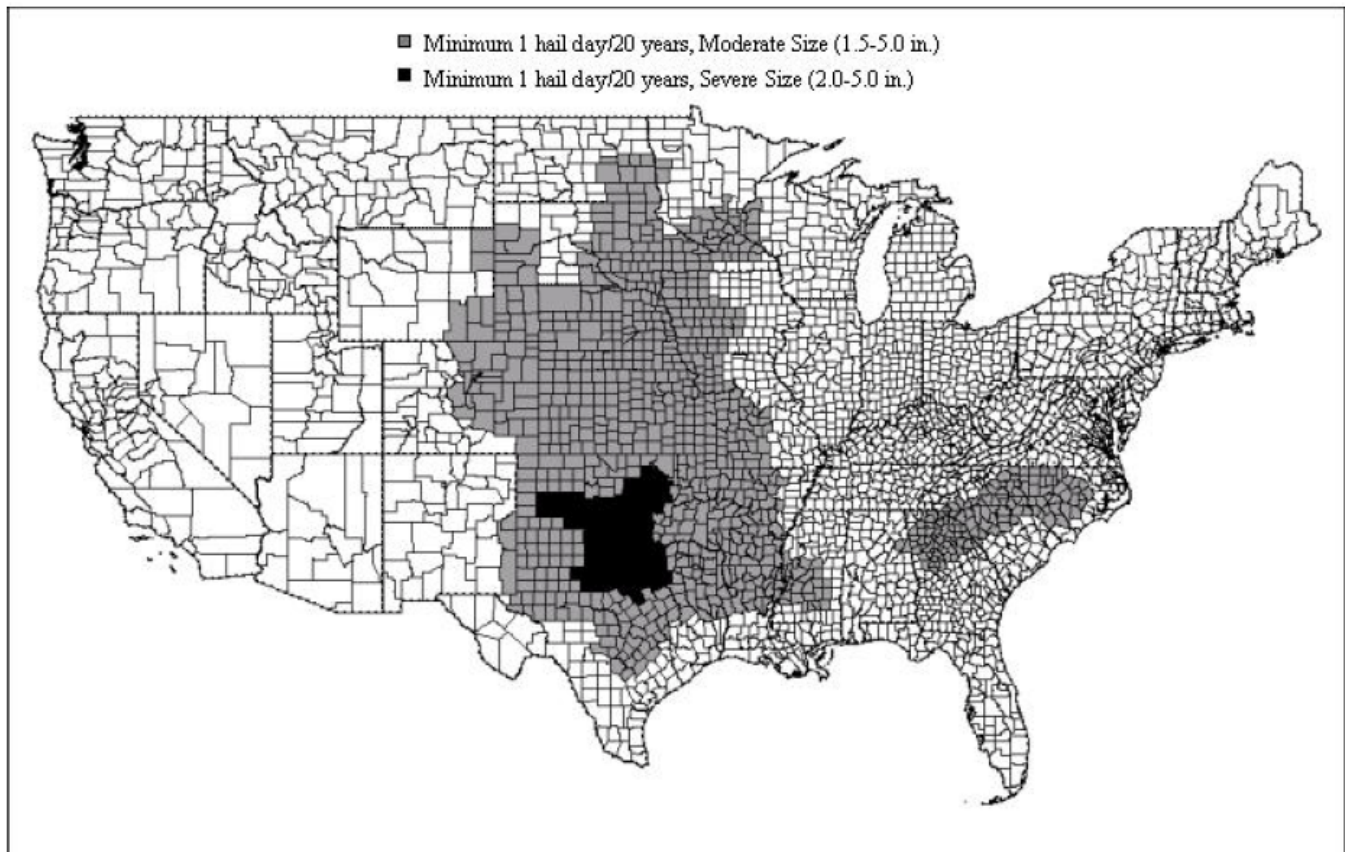 Minimum 1 hail day/20 years, Moderate Size (1.5-5.0 in.)
Minimum 1 hail day/20 years, Severe Size (2.0-5.0 in.)